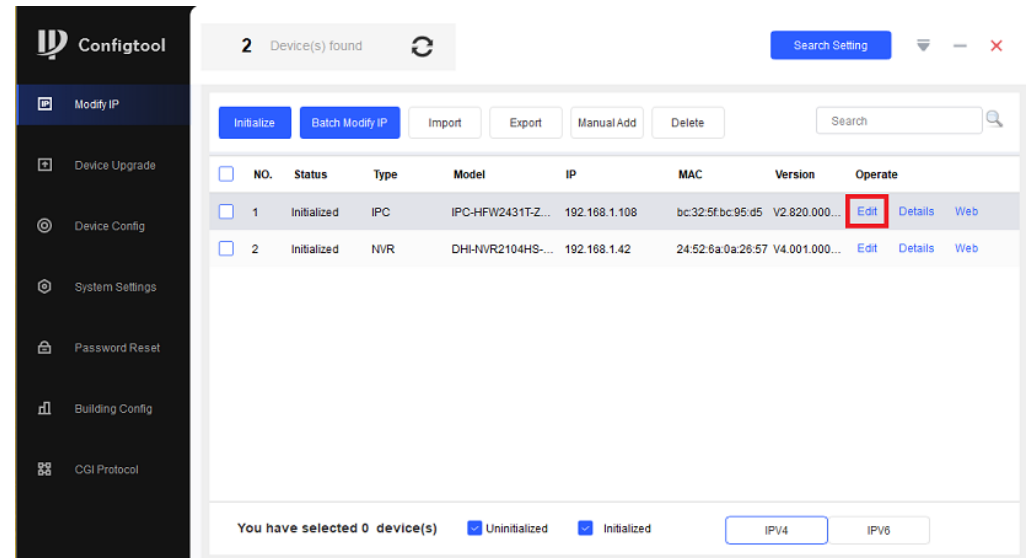 Configtool
2 Device(s) found
Search Setting
Modify IP
Device Upgrade
Device Config
System Settings
Password Reset
Building Config
CGI Protocol
Initialize Batch Modify IP Import Export Manual Add Delete Search
NO. Status Type Model IP MAC Version Operate
1 Initialized IPC IPC-HFW2431T-Z... 192.168.1.108 bc:32:5f:bc:95:d5 V2.820.000... Edit Details Web
2 Initialized NVR DHI-NVR2104HS-... 192.168.1.42 24:52:6a:0a:26:57 V4.001.000... Edit Details Web
You have selected 0 device(s) Uninitialized Initialized IPV4 IPV6